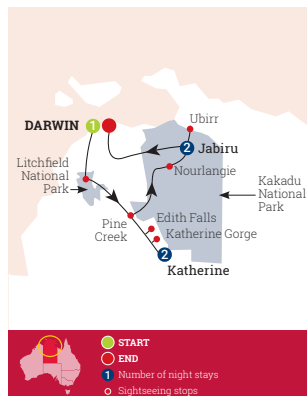 Ubirr
DARWIN
1
2
Jabiru
Nourlangie
Litchfield
National
Park
Kakadu
National
Park
Pine
Creek
Edith Falls
Katherine Gorge
2
Katherine
START
END
1 Number of night stays
Sightseeing stops